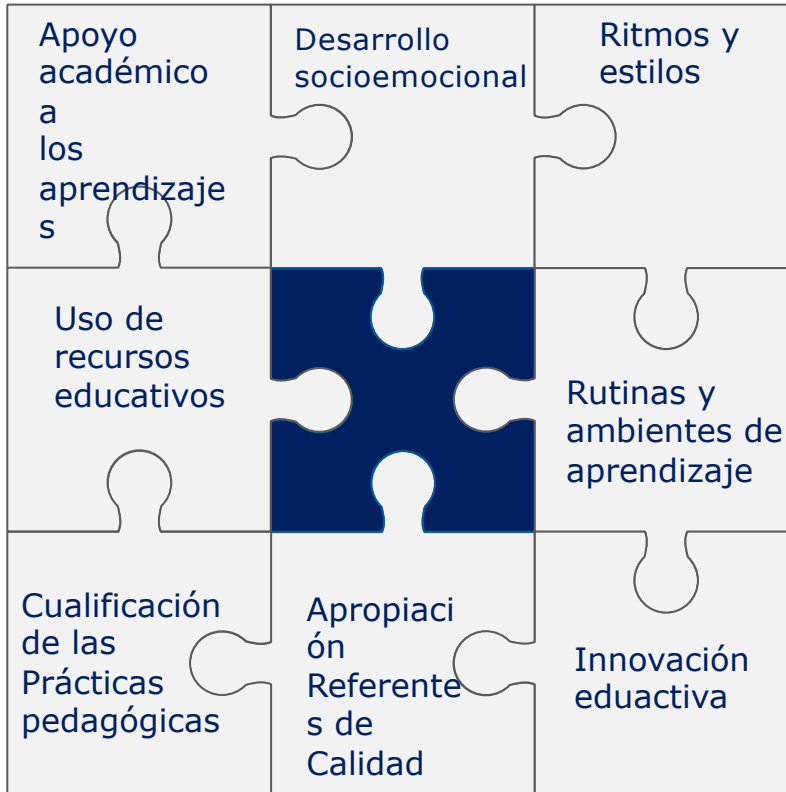 Apoyo
académico
a
los
aprendizaje
s
Desarrollo
socioemocional
Ritmos y
estilos
Uso de
recursos
educativos
Rutinas y
ambientes de
aprendizaje
Cualificación
de las
Prácticas
pedagógicas
Apropiaci
ón
Referente
s de
Calidad
Innovación
eduactiva